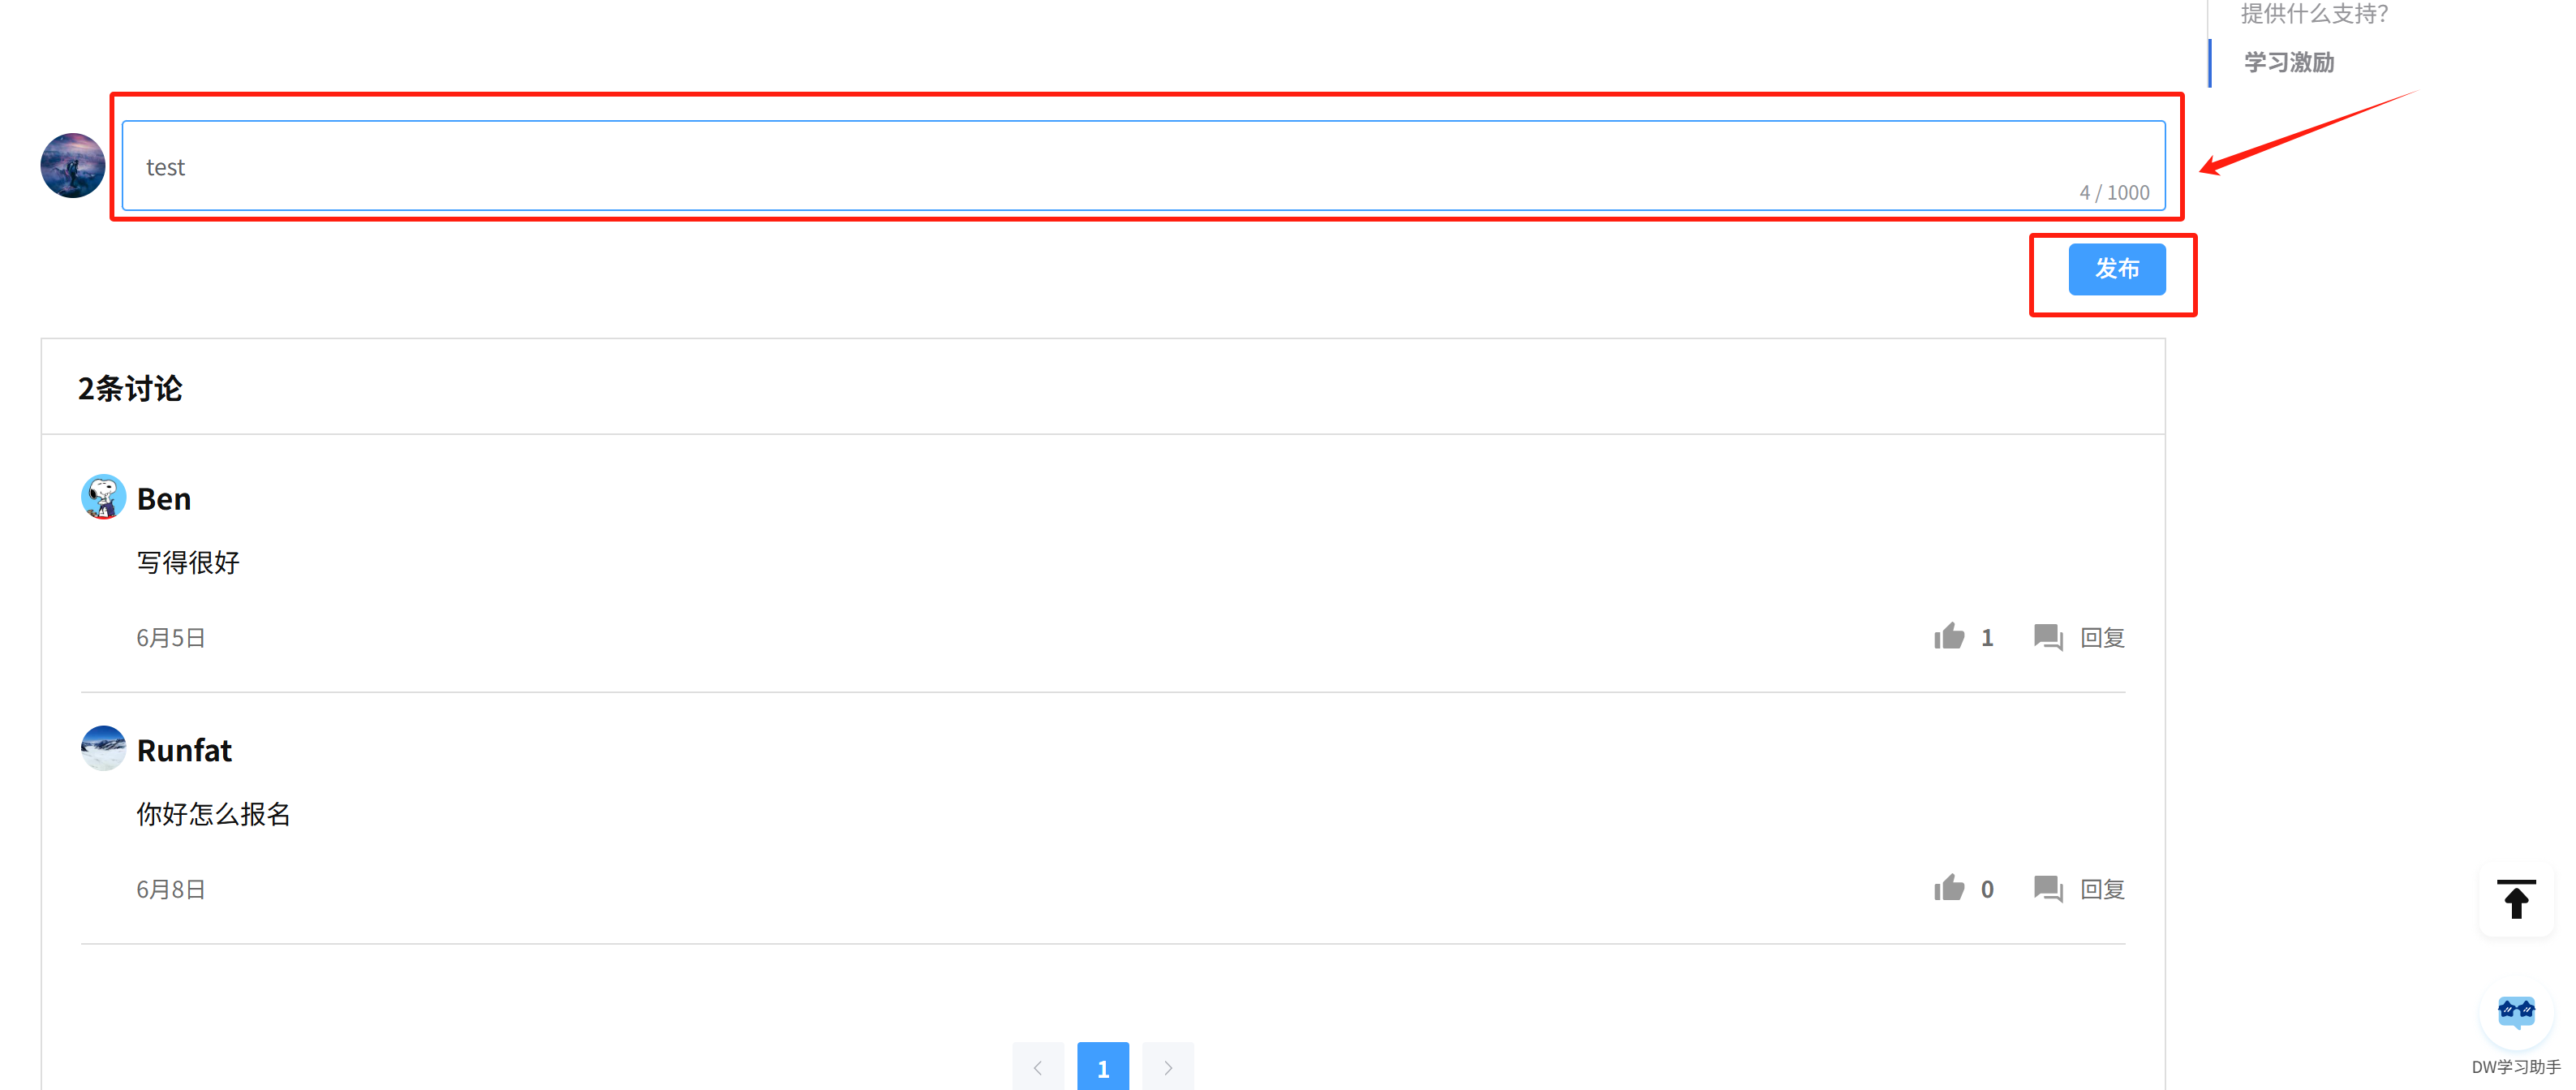 提供什么支持？
学习激励
test
4 / 1000
发布
2条讨论
Ben
写得很好
6月5日
1 回复
Runfat
你好怎么报名
6月8日
0 回复
1
DW学习助手